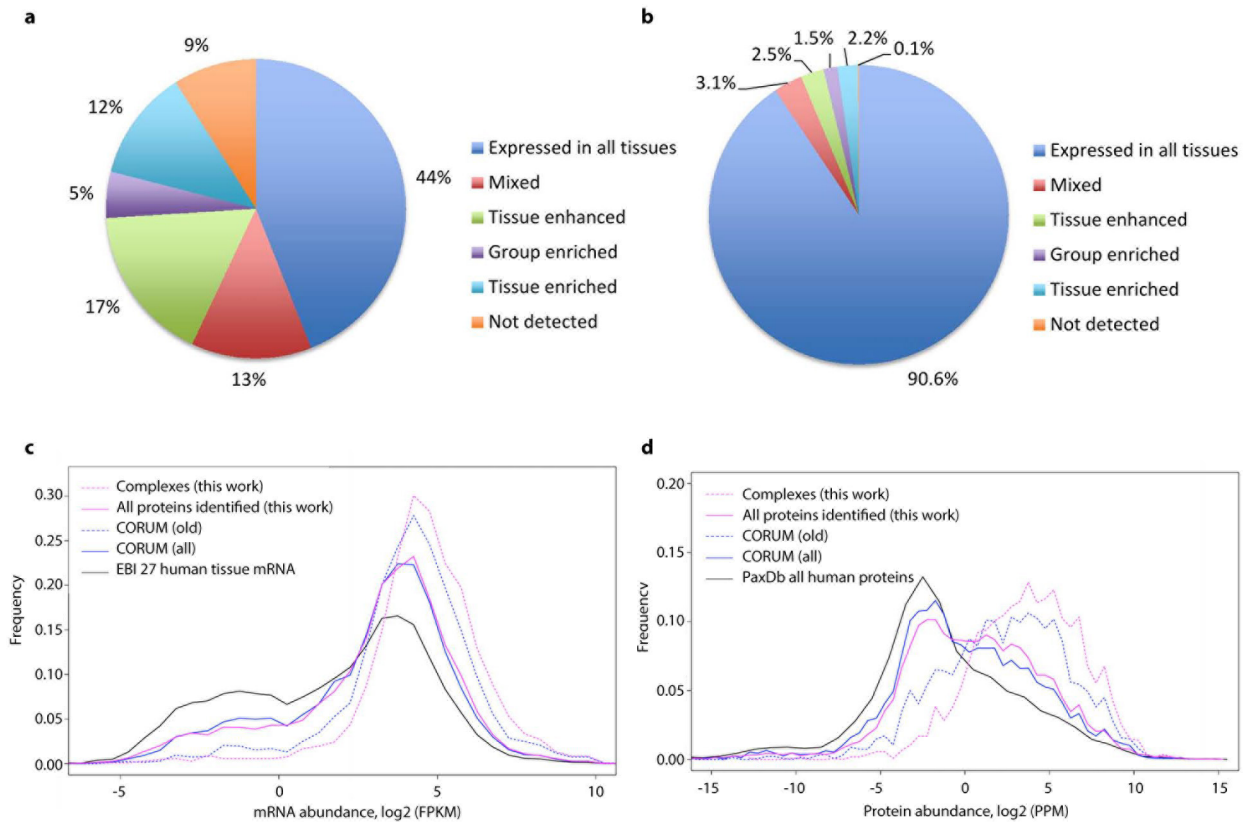 a
9%
12%
5%
17%
13%
44%
Expressed in all tissues
Mixed
Tissue enhanced
Group enriched
Tissue enriched
Not detected
b
3.1%
2.5%
1.5%
2.2%
0.1%
90.6%
Expressed in all tissues
Mixed
Tissue enhanced
Group enriched
Tissue enriched
Not detected
c
Complexes (this work)
All proteins identified (this work)
CORUM (old)
CORUM (all)
EBI 27 human tissue mRNA
0.30
0.25
0.20
0.15
0.10
0.05
0.00
Frequency
-5
0
5
10
mRNA abundance, log2 (FPKM)
d
Complexes (this work)
All proteins identified (this work)
CORUM (old)
CORUM (all)
PaxDb all human proteins
0.20
0.15
0.10
0.05
0.00
Frequency
-15
-10
-5
0
5
10
15
Protein abundance, log2 (PPM)